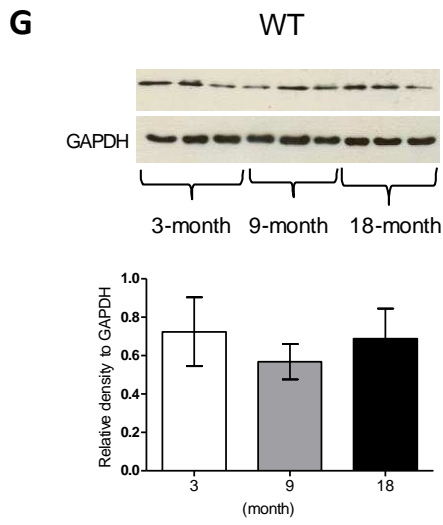 G
WT
GAPDH
3-month 9-month 18-month
Relative density to GAPDH
1.0
0.8
0.6
0.4
0.2
0.0
3 9 18
(month)